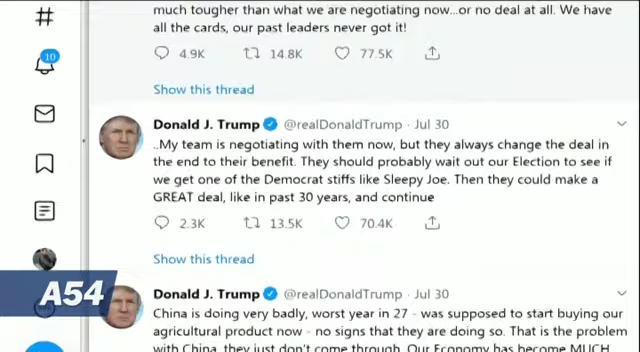 much tougher than what we are negotiating now...or no deal at all. We have
all the cards, our past leaders never got it!
4.9K 14.8K 77.5K
Show this thread
10
Donald J. Trump @realDonaldTrump · Jul 30
..My team is negotiating with them now, but they always change the deal in
the end to their benefit. They should probably wait out our Election to see if
we get one of the Democrat stiffs like Sleepy Joe. Then they could make a
GREAT deal, like in past 30 years, and continue
2.3K 13.5K 70.4K
Show this thread
A54
Donald J. Trump @realDonaldTrump · Jul 30
China is doing very badly, worst year in 27 - was supposed to start buying our
agricultural product now - no signs that they are doing so. That is the problem
with China, they just don't come through. Our Economy has become MUCH